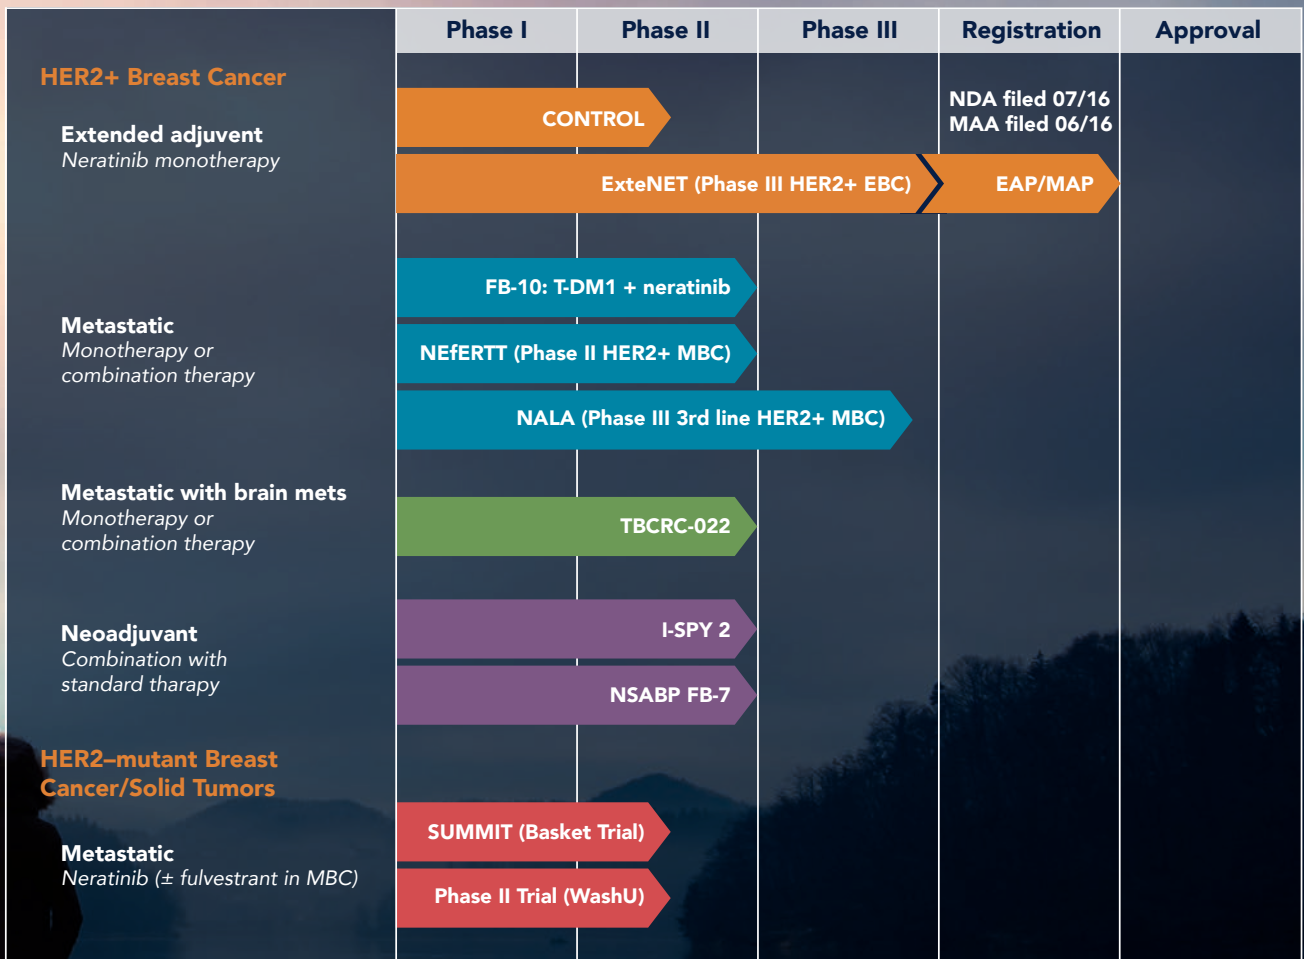 Phase I
Phase II
Phase III
Registration
Approval
HER2+ Breast Cancer
Extended adjuvent
Neratinib monotherapy
CONTROL
NDA filed 07/16
MAA filed 06/16
ExteNET (Phase III HER2+ EBC)
EAP/MAP
Metastatic
Monotherapy or
combination therapy
FB-10: T-DM1 + neratinib
NEfERTT (Phase II HER2+ MBC)
NALA (Phase III 3rd line HER2+ MBC)
Metastatic with brain mets
Monotherapy or
combination therapy
TBCRC-022
Neoadjuvant
Combination with
standard tharapy
I-SPY 2
NSABP FB-7
HER2–mutant Breast
Cancer/Solid Tumors
Metastatic
Neratinib (± fulvestrant in MBC)
SUMMIT (Basket Trial)
Phase II Trial (WashU)